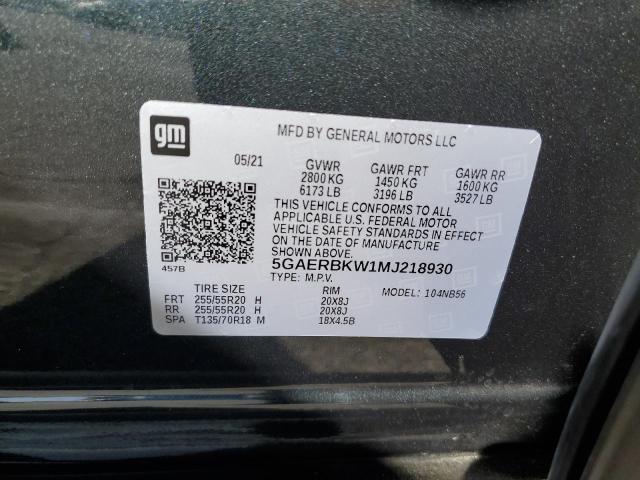 gm
MFD BY GENERAL MOTORS LLC
05/21 GVWR GAWR FRT GAWR RR
2800 KG 1450 KG 1600 KG
6173 LB 3196 LB 3527 LB
THIS VEHICLE CONFORMS TO ALL
APPLICABLE U.S. FEDERAL MOTOR
VEHICLE SAFETY STANDARDS IN EFFECT
ON THE DATE OF MANUFACTURE
SHOWN ABOVE.
457B
5GAERBKW1MJ218930
TYPE: M.P.V.
TIRE SIZE RIM MODEL: 104NB56
FRT 255/55R20 H 20X8J
RR 255/55R20 H 20X8J
SPA T135/70R18 M 18X4.5B